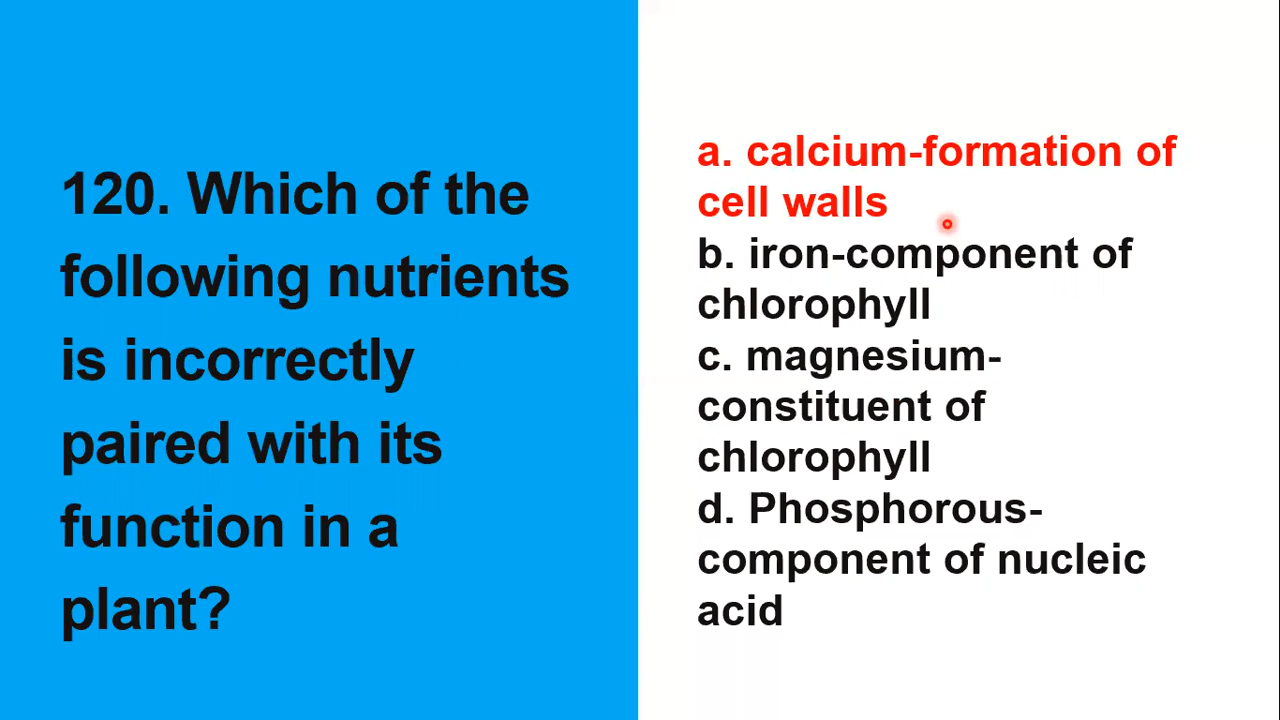 120. Which of the
following nutrients
is incorrectly
paired with its
function in a
plant?
a. calcium-formation of
cell walls
b. iron-component of
chlorophyll
c. magnesium-
constituent of
chlorophyll
d. Phosphorous-
component of nucleic
acid